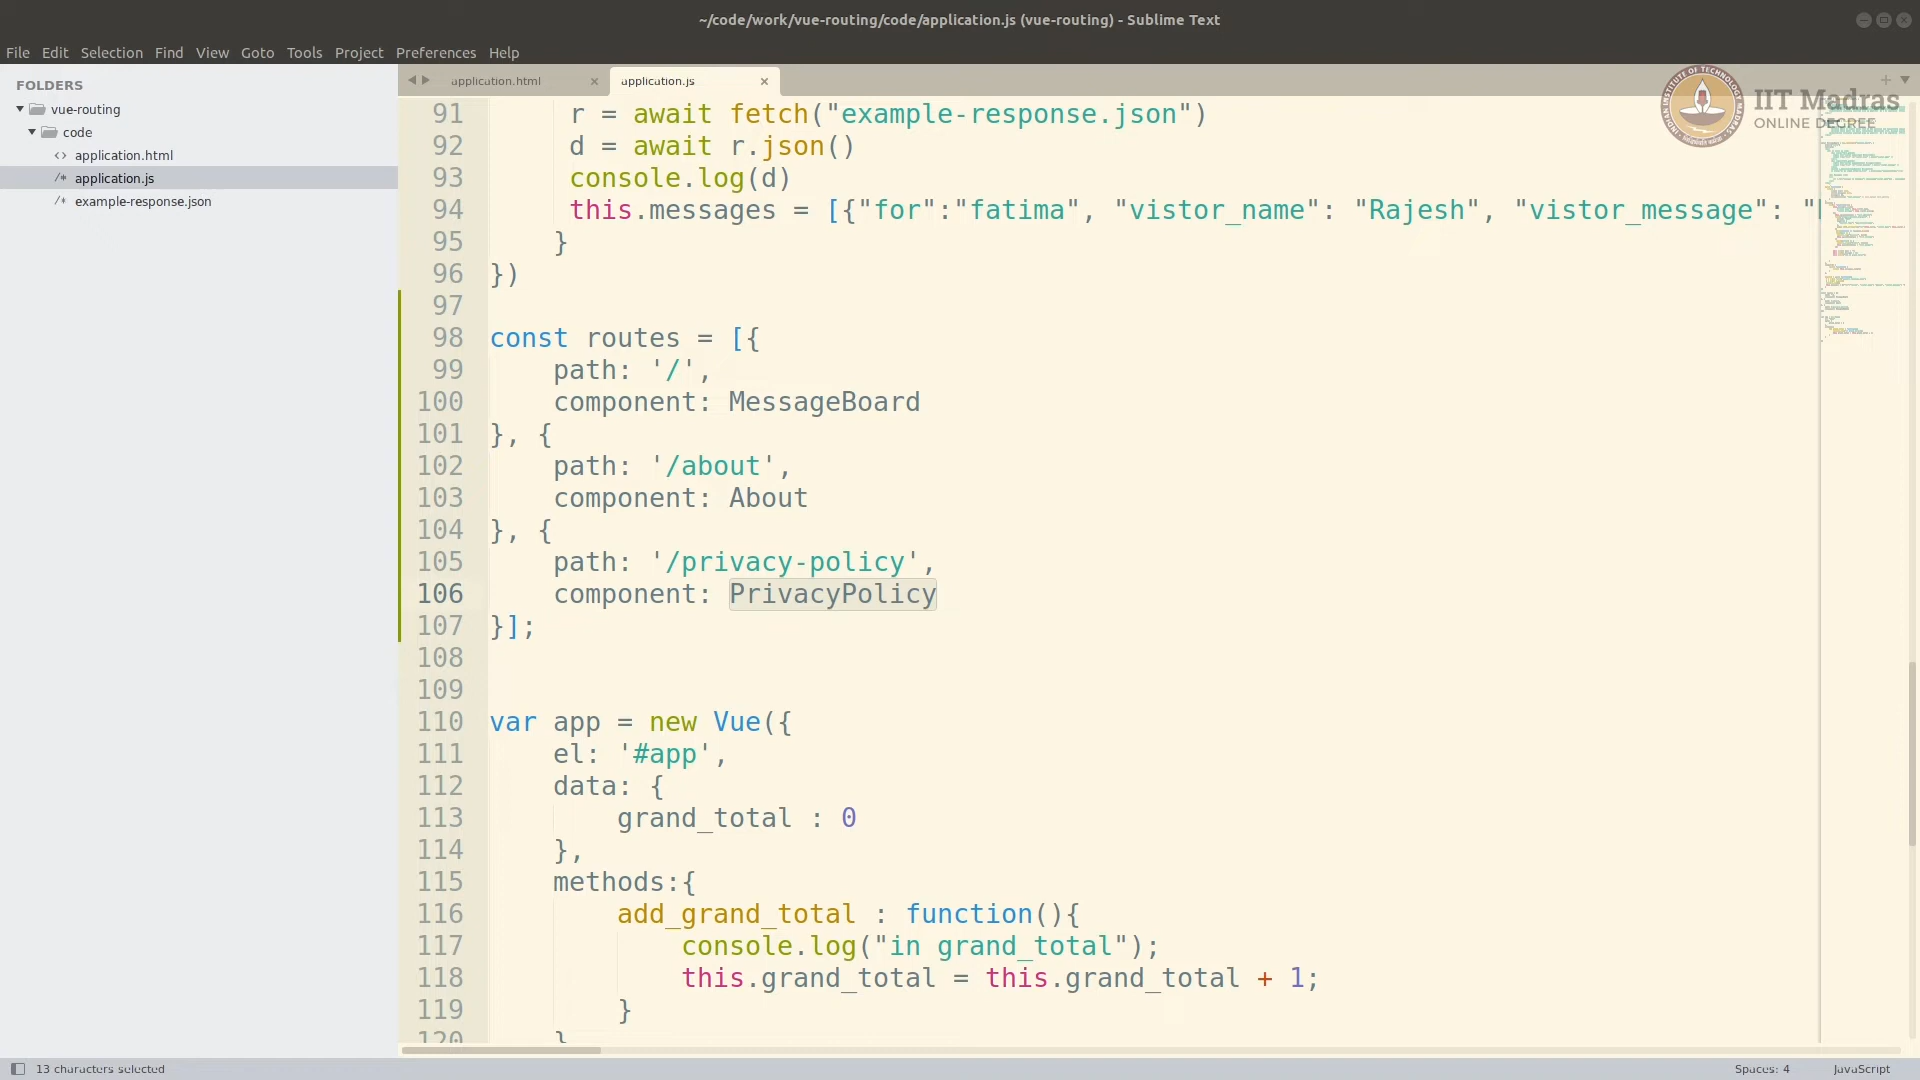 ~/code/work/vue-routing/code/application.js (vue-routing) - Sublime Text
File Edit Selection Find View Goto Tools Project Preferences Help
FOLDERS
vue-routing
code
application.html
application.js
example-response.json
application.html
application.js
IIT Madras
ONLINE DEGREE
91 r = await fetch("example-response.json")
92 d = await r.json()
93 console.log(d)
94 this.messages = [{"for":"fatima", "vistor_name": "Rajesh", "vistor_message": "
95 }
96 })
97
98 const routes = [{
99 path: '/',
100 component: MessageBoard
101 }, {
102 path: '/about',
103 component: About
104 }, {
105 path: '/privacy-policy',
106 component: PrivacyPolicy
107 }];
108
109
110 var app = new Vue({
111 el: '#app',
112 data: {
113 grand_total : 0
114 },
115 methods:{
116 add_grand_total : function(){
117 console.log("in grand_total");
118 this.grand_total = this.grand_total + 1;
119 }
120 }
13 characters selected
Spaces: 4
JavaScript